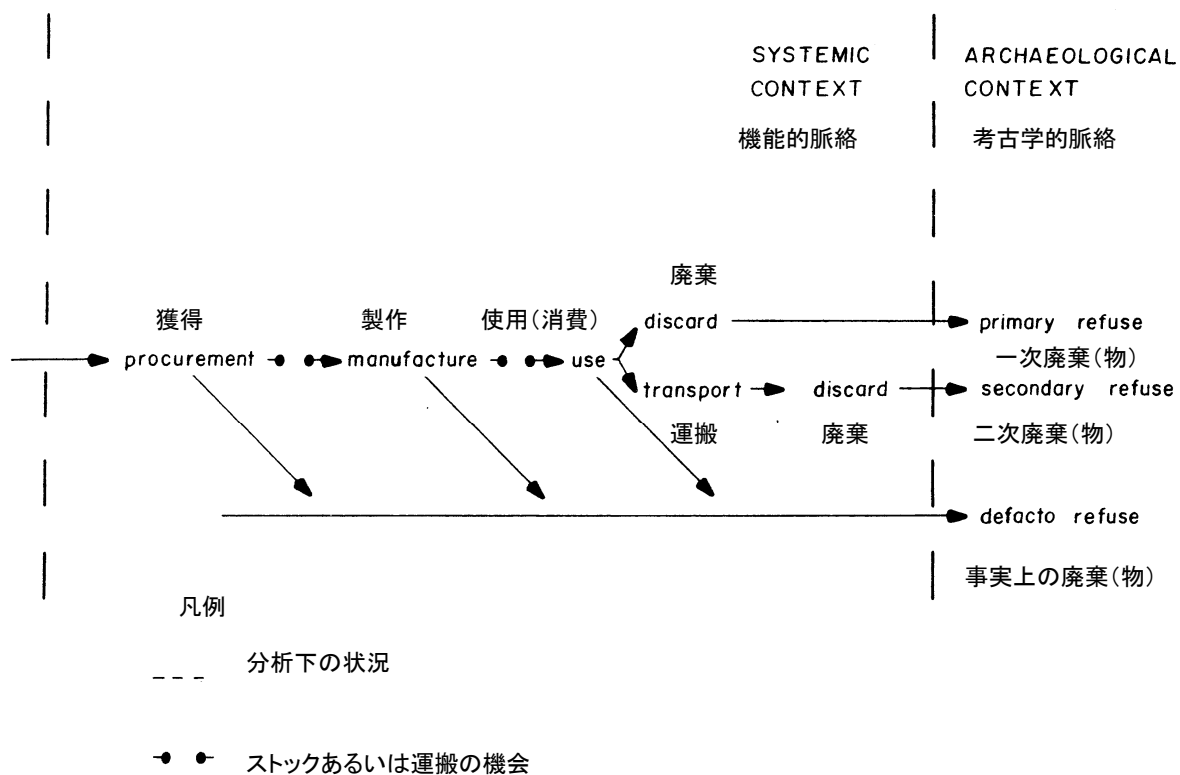 SYSTEMIC
CONTEXT
機能的脈絡
ARCHAEOLOGICAL
CONTEXT
考古学的脈絡
廃棄
獲得
製作
使用(消費)
discard
primary refuse
procurement
manufacture
use
一次廃棄(物)
transport
discard
secondary refuse
運搬
廃棄
二次廃棄(物)
defacto refuse
事実上の廃棄(物)
凡例
分析下の状況
ストックあるいは運搬の機会